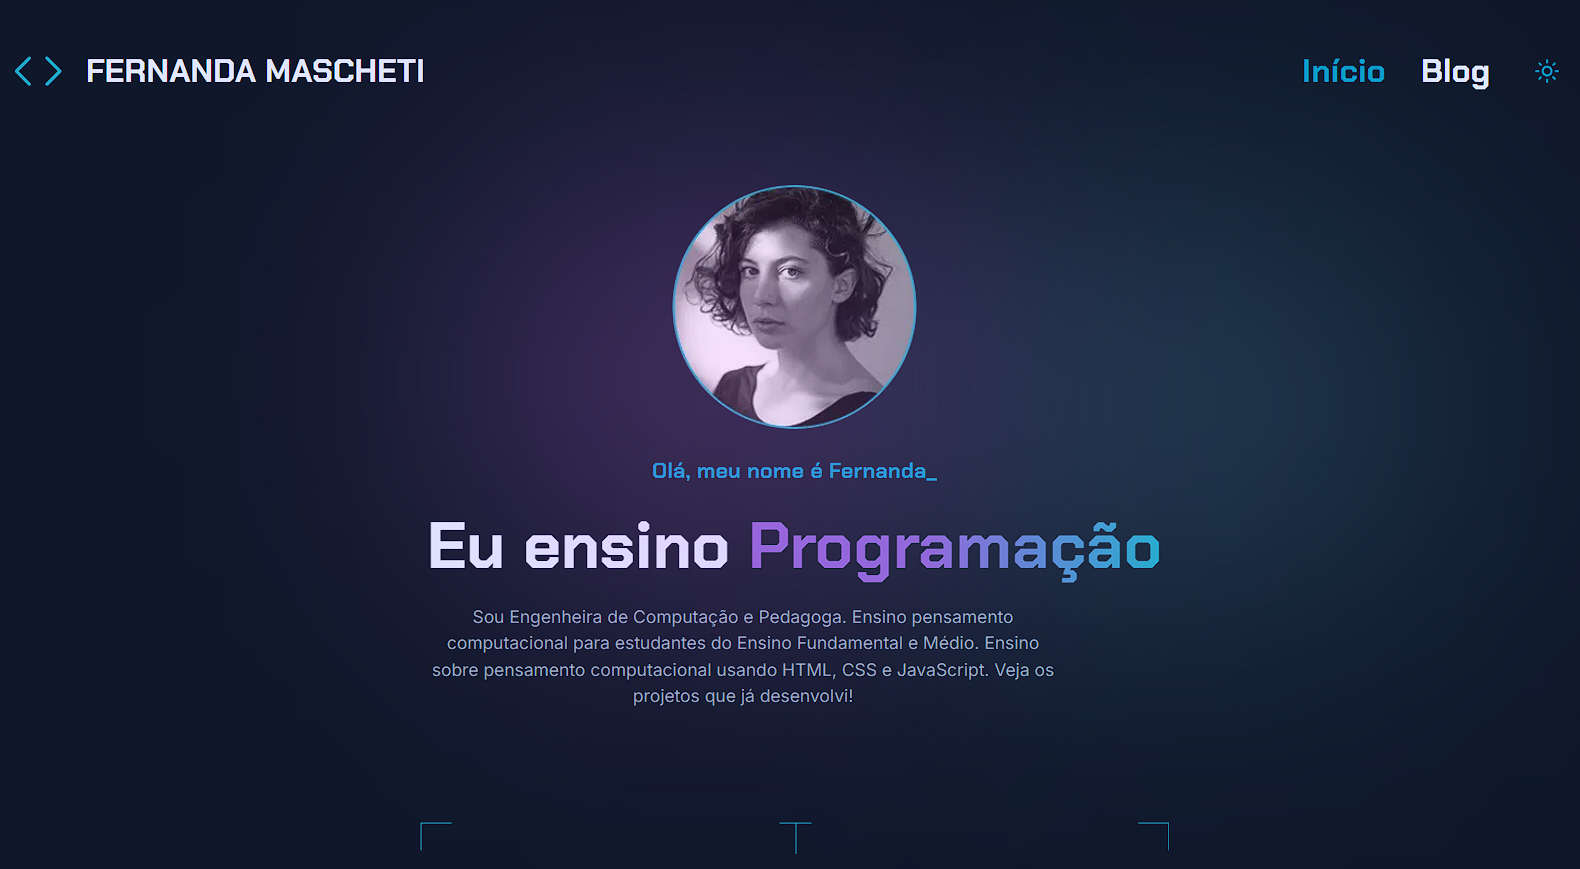 < > FERNANDA MASCHETI
Início Blog
Olá, meu nome é Fernanda_
Eu ensino Programação
Sou Engenheira de Computação e Pedagoga. Ensino pensamento
computacional para estudantes do Ensino Fundamental e Médio. Ensino
sobre pensamento computacional usando HTML, CSS e JavaScript. Veja os
projetos que já desenvolvi!